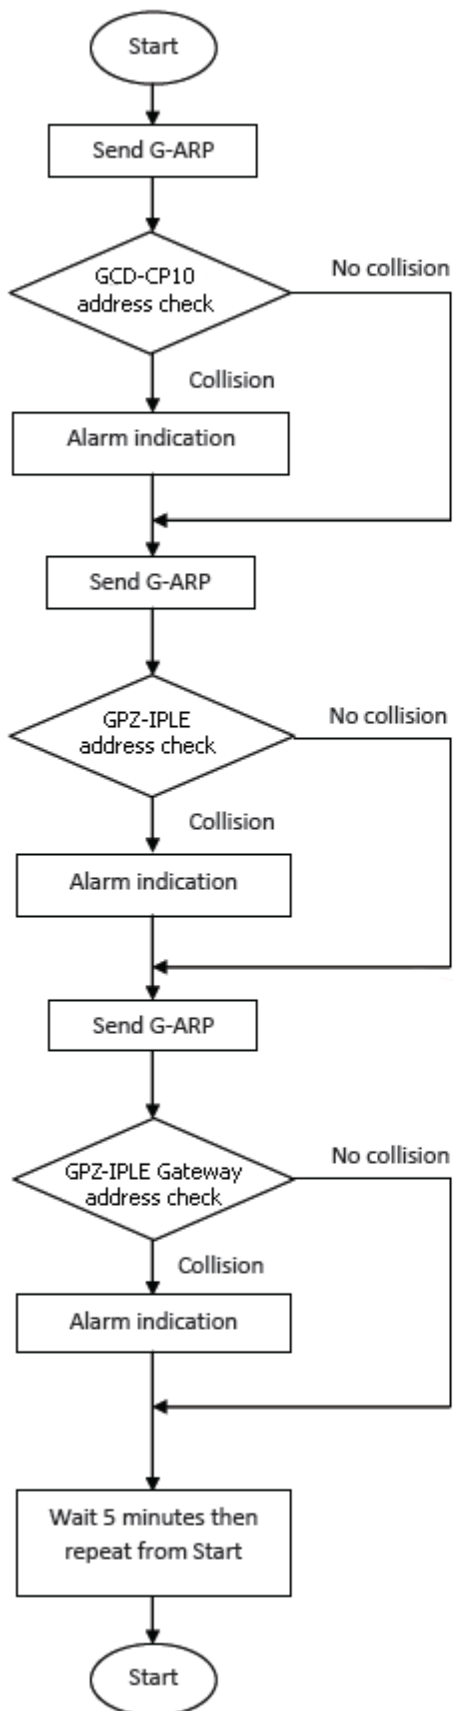 Start
Send G-ARP
GCD-CP10
address check
No collision
Collision
Alarm indication
Send G-ARP
GPZ-IPLE
address check
No collision
Collision
Alarm indication
Send G-ARP
GPZ-IPLE Gateway
address check
No collision
Collision
Alarm indication
Wait 5 minutes then
repeat from Start
Start